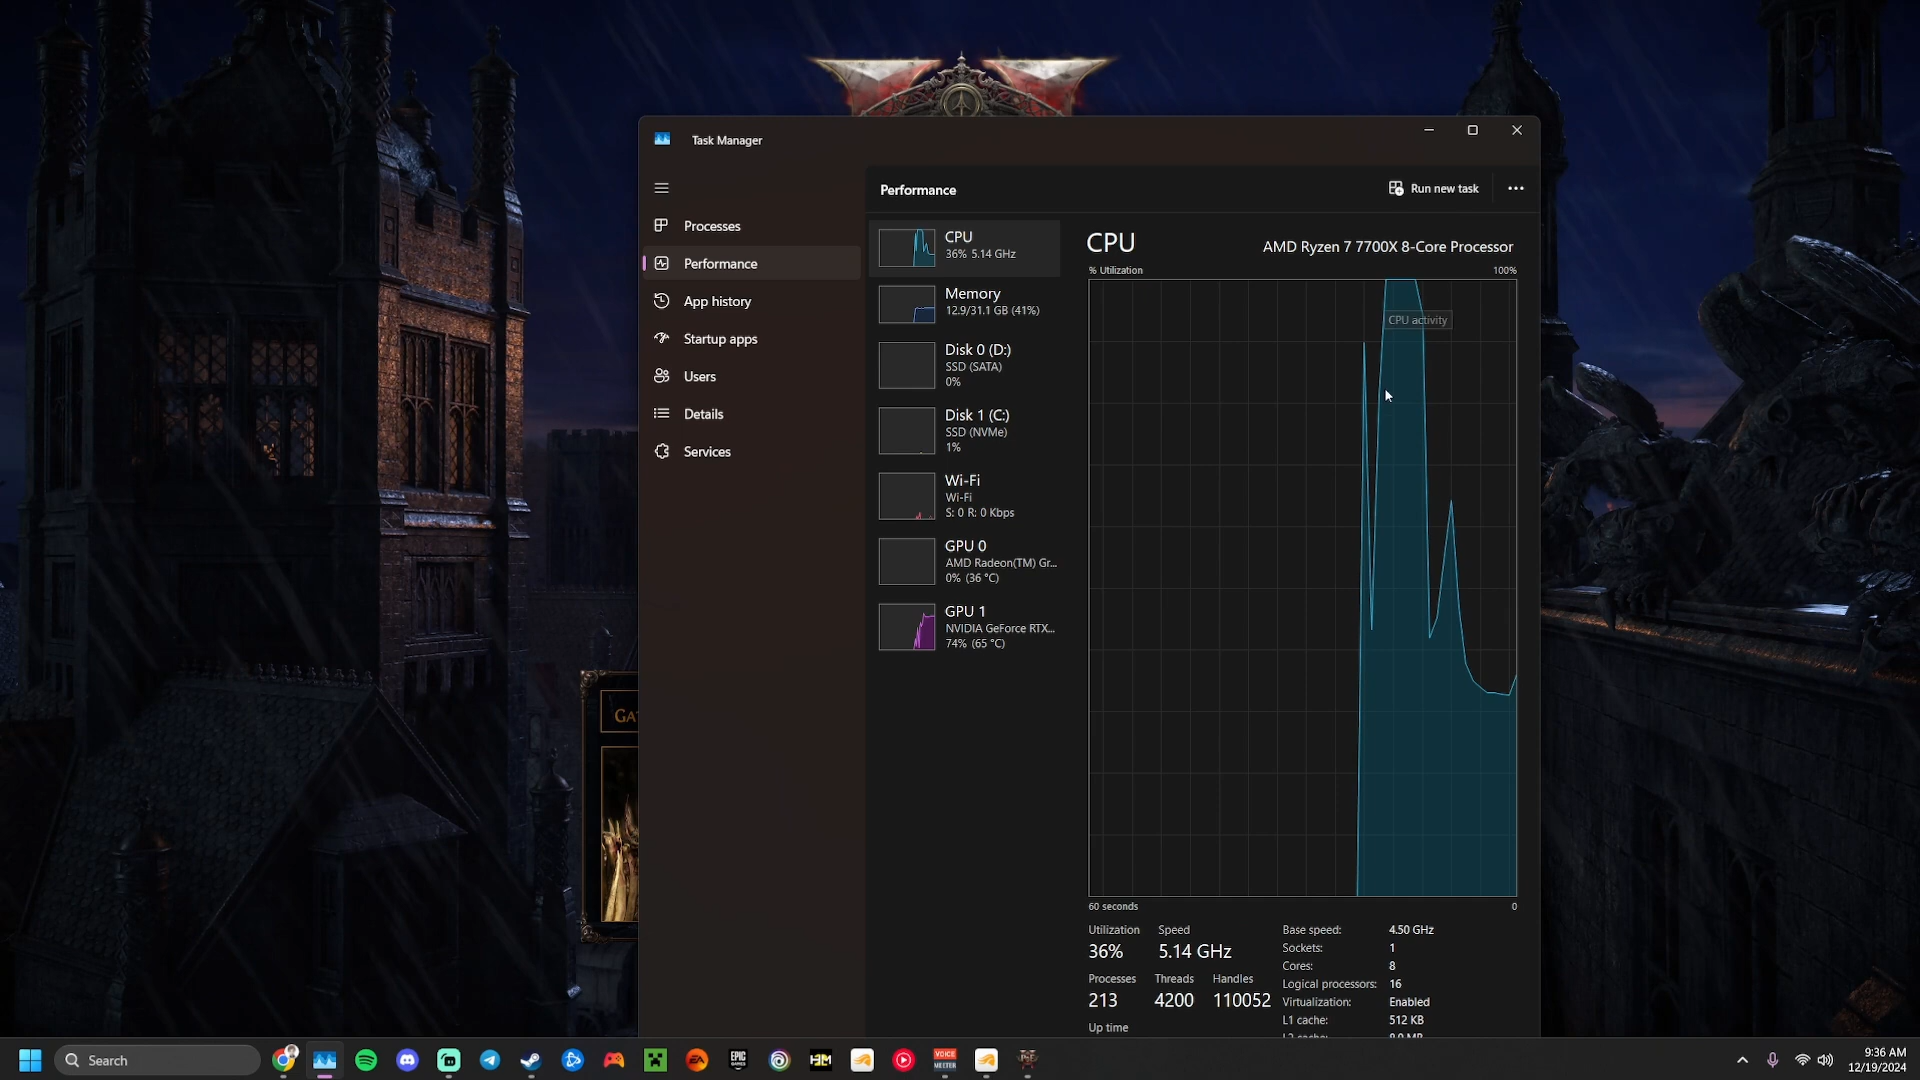 Task Manager
Performance
Run new task
Processes
Performance
App history
Startup apps
Users
Details
Services
CPU
36% 5.14 GHz
Memory
12.9/31.1 GB (41%)
Disk 0 (D:)
SSD (SATA)
0%
Disk 1 (C:)
SSD (NVMe)
1%
Wi-Fi
Wi-Fi
S: 0 R: 0 Kbps
GPU 0
AMD Radeon(TM) Gr...
0% (36 °C)
GPU 1
NVIDIA GeForce RTX...
74% (65 °C)
CPU
AMD Ryzen 7 7700X 8-Core Processor
% Utilization
100%
CPU activity
60 seconds
0
Utilization
36%
Speed
5.14 GHz
Processes
213
Threads
4200
Handles
110052
Up time
Base speed: 4.50 GHz
Sockets: 1
Cores: 8
Logical processors: 16
Virtualization: Enabled
L1 cache: 512 KB
GA
Search
EPIC GAMES
VOICE
MEETER
9:36 AM
12/19/2024